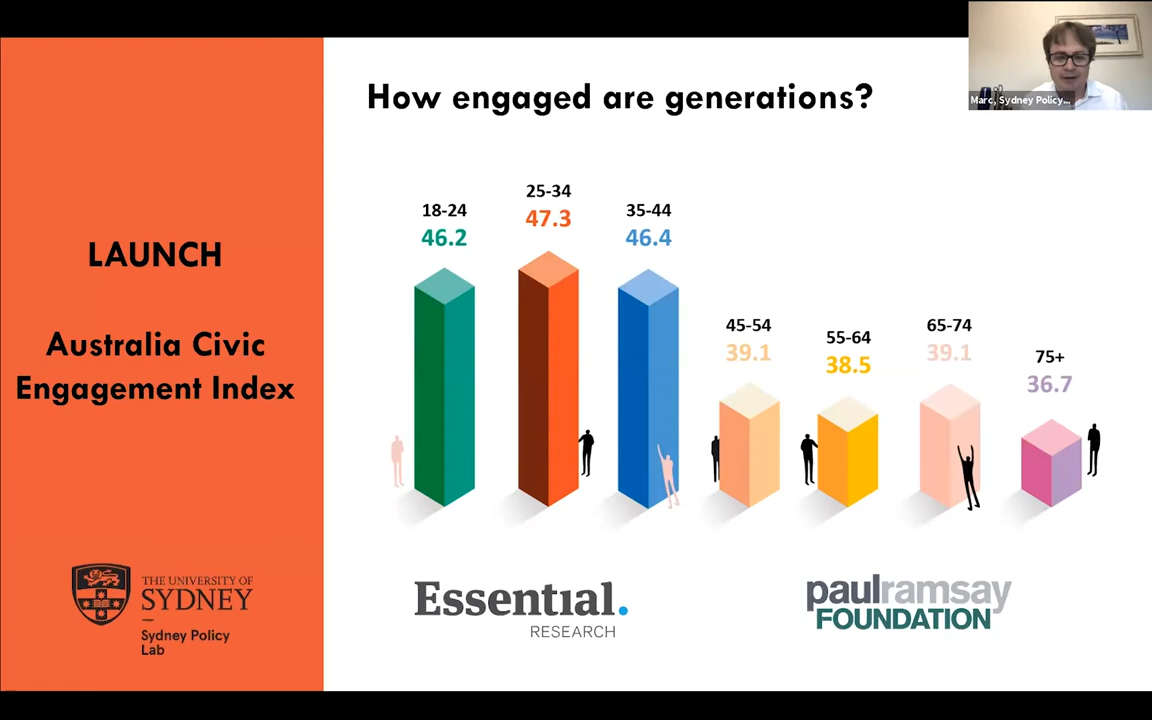 How engaged are generations?
Marc, Sydney Policy...
LAUNCH
Australia Civic
Engagement Index
18-24
46.2
25-34
47.3
35-44
46.4
45-54
39.1
55-64
38.5
65-74
39.1
75+
36.7
THE UNIVERSITY OF
SYDNEY
Sydney Policy
Lab
Essential.
RESEARCH
paulramsay
FOUNDATION